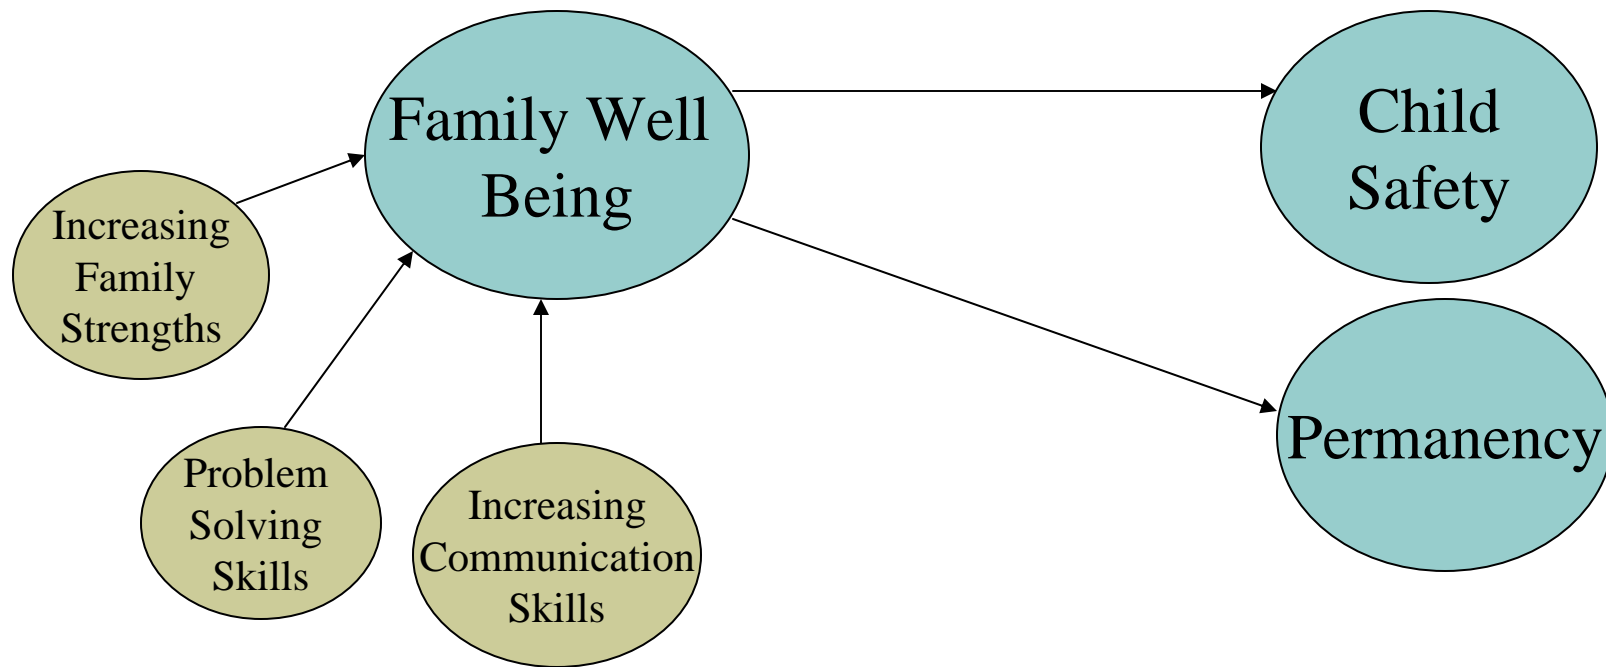 Family Well
Being
Child
Safety
Increasing
Family
Strengths
Permanency
Problem
Solving
Skills
Increasing
Communication
Skills